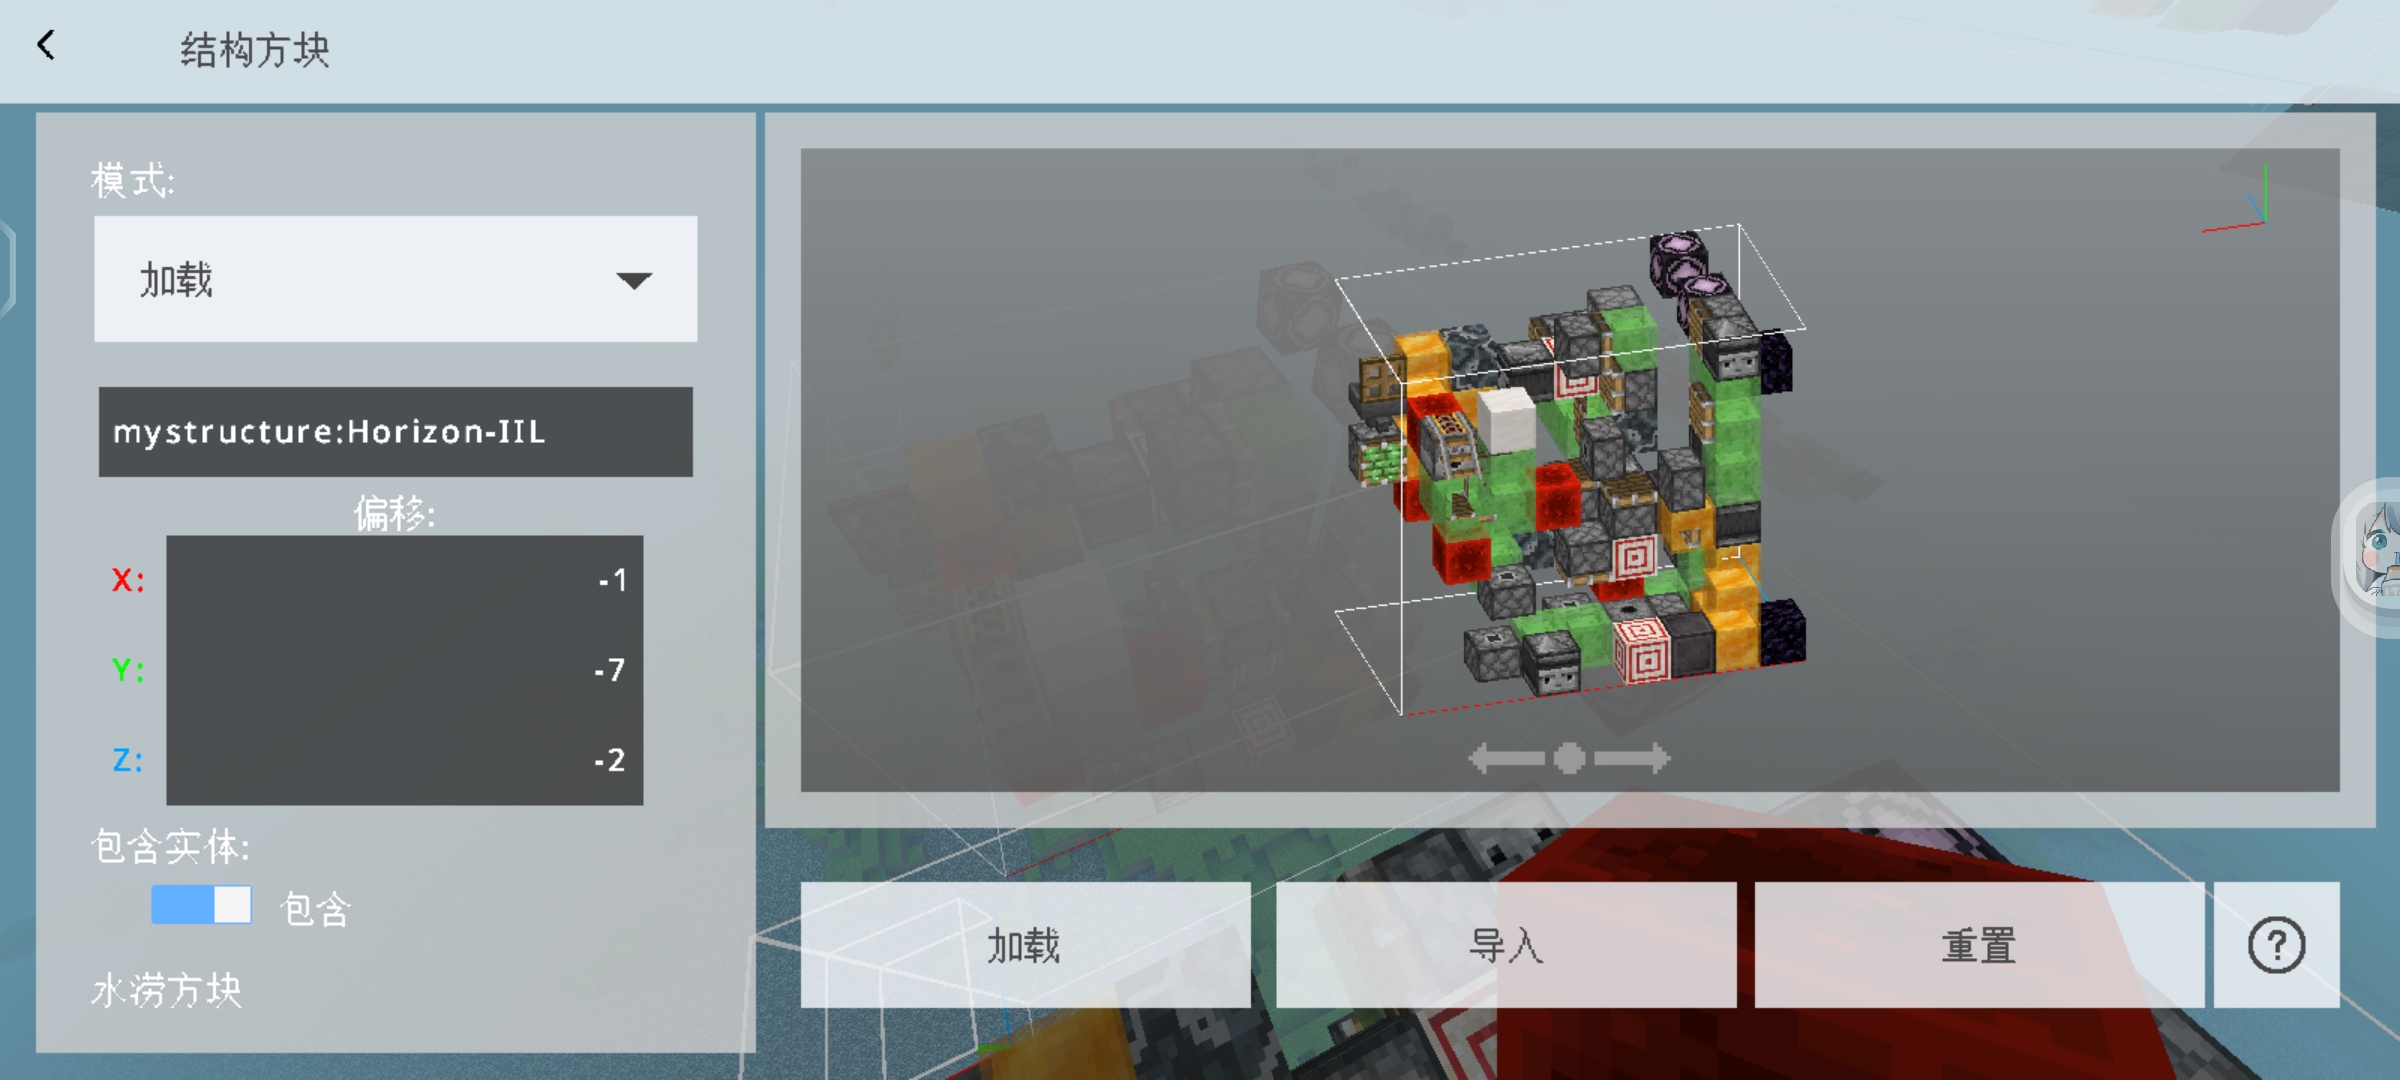 结构方块
模式:
加载
mystructure:Horizon-IIL
偏移:
X: -1
Y: -7
Z: -2
包含实体:
包含
水涝方块
加载
导入
重置
?